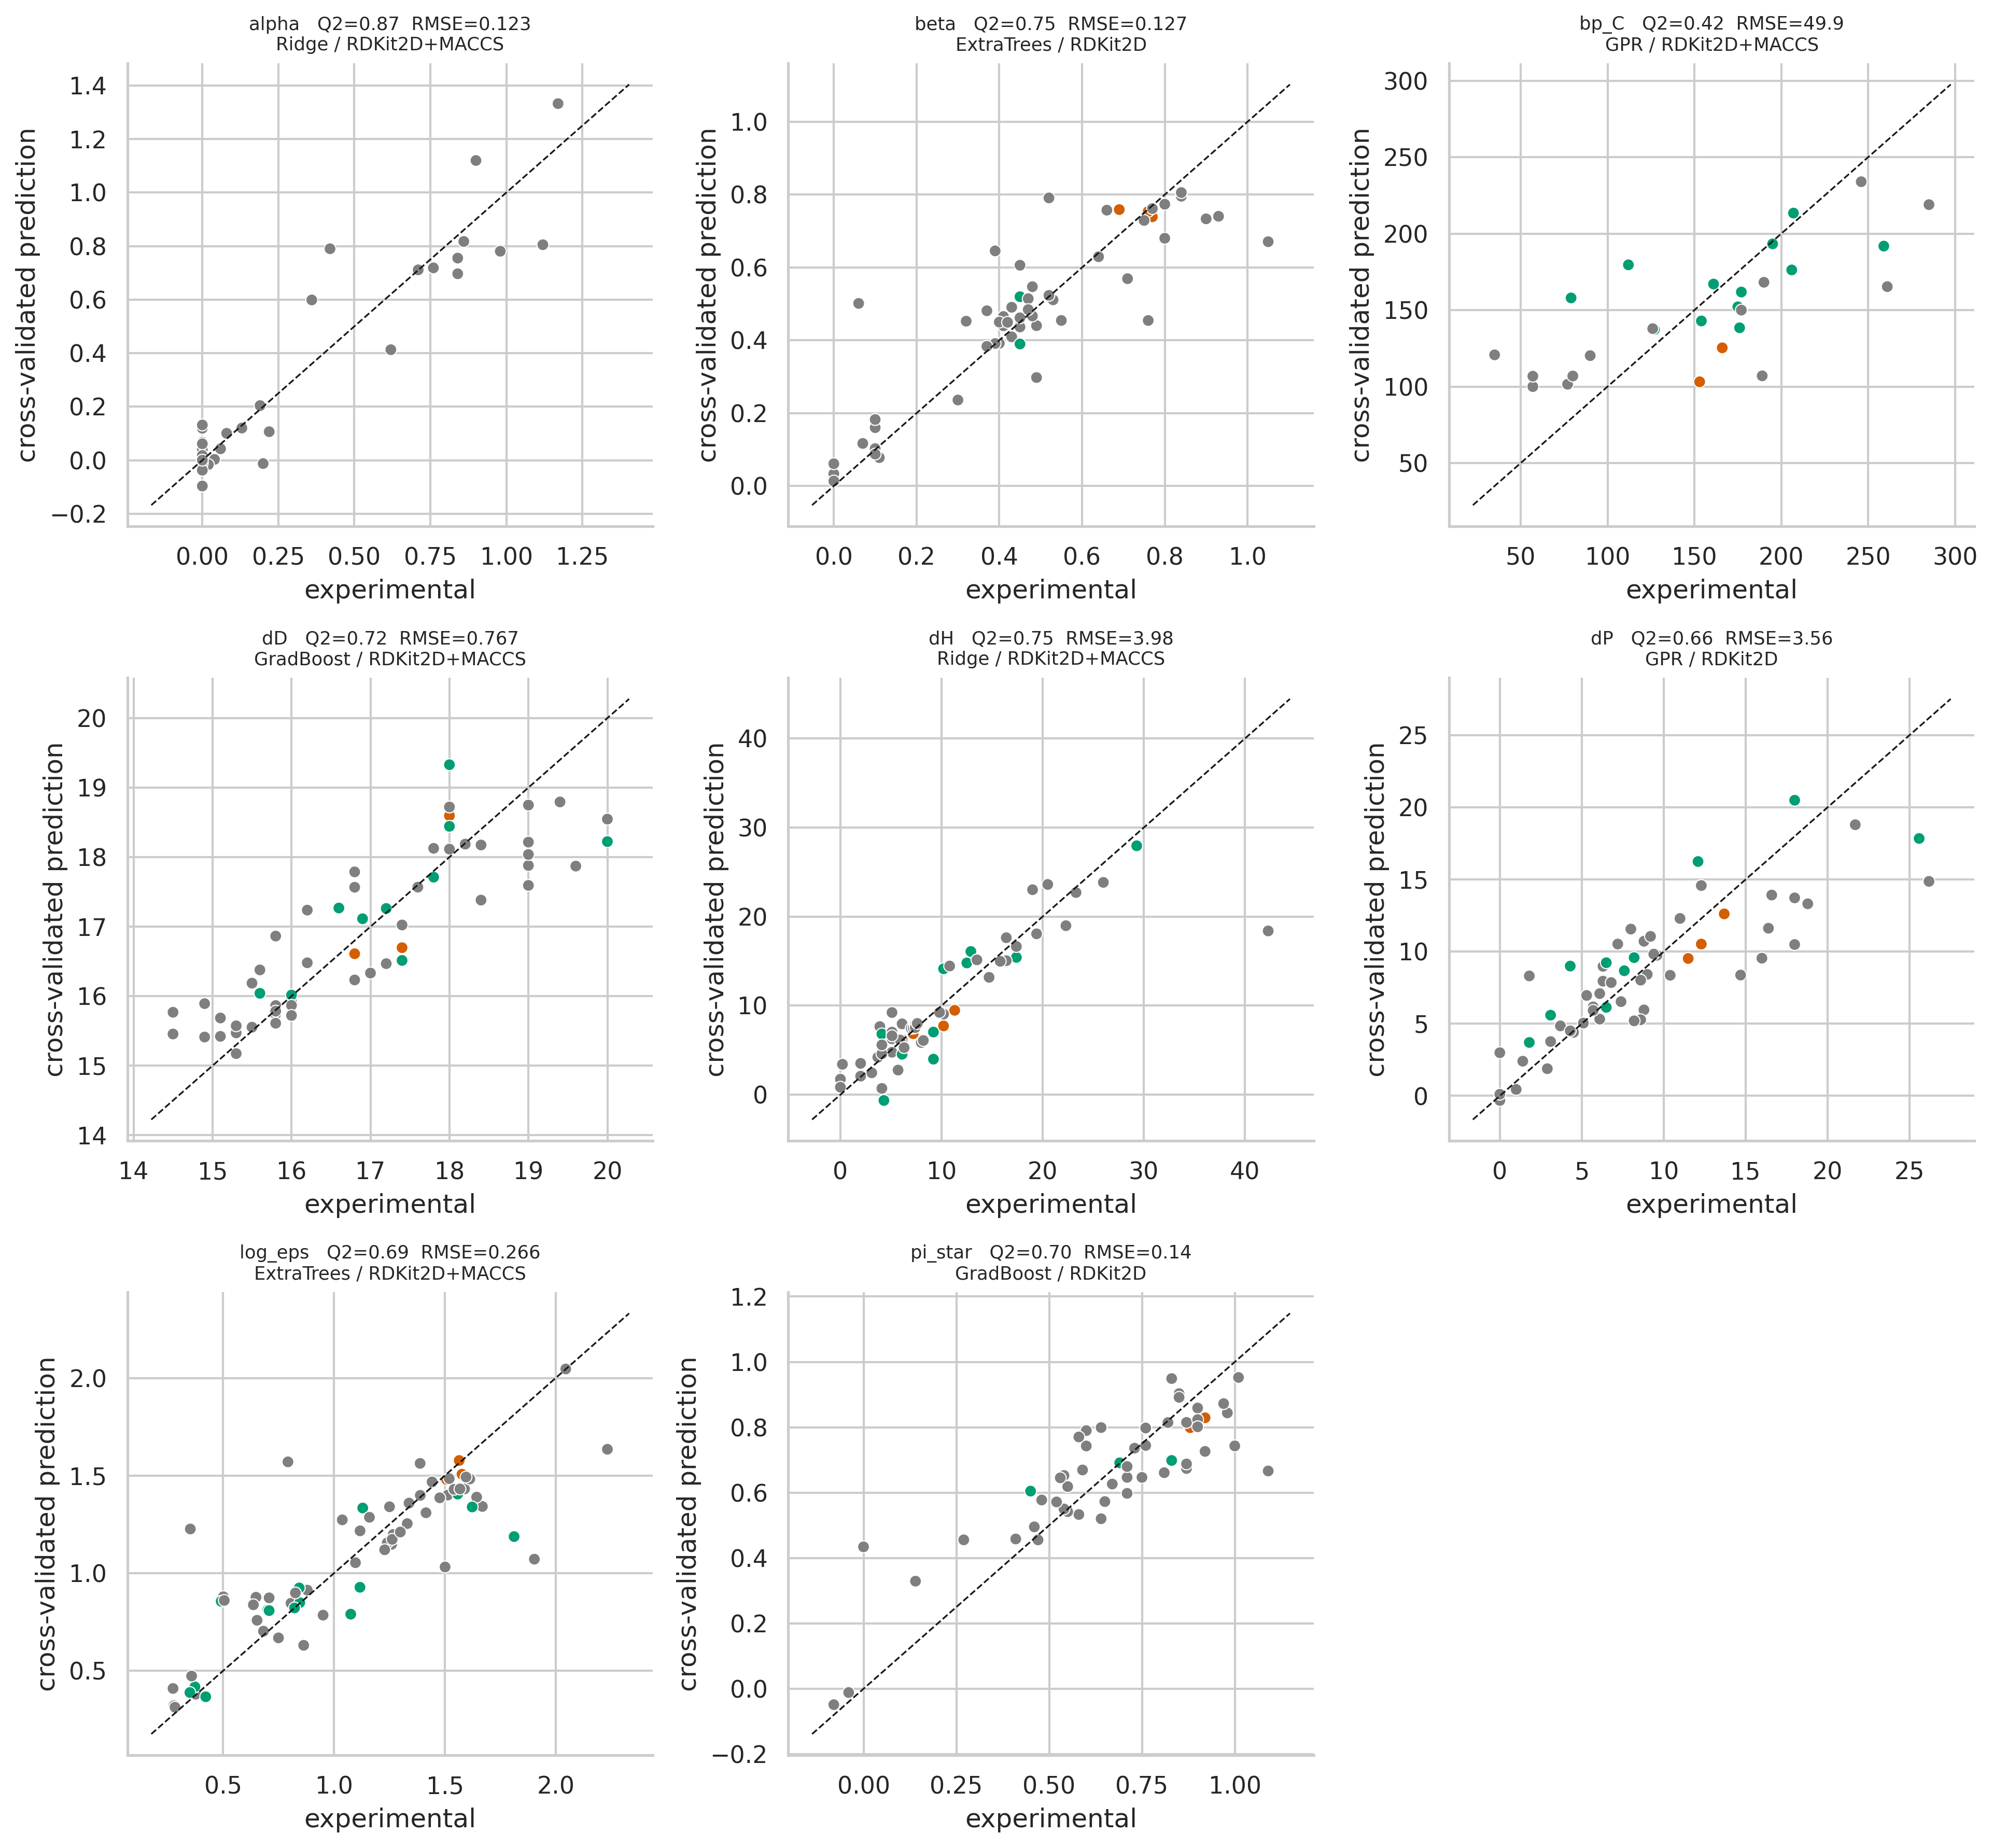 alpha Q2=0.87 RMSE=0.123
Ridge / RDKit2D+MACCS
beta Q2=0.75 RMSE=0.127
ExtraTrees / RDKit2D
bp_C Q2=0.42 RMSE=49.9
GPR / RDKit2D+MACCS
cross-validated prediction
1.4
1.2
1.0
0.8
0.6
0.4
0.2
0.0
−0.2
0.00 0.25 0.50 0.75 1.00 1.25
experimental
cross-validated prediction
1.0
0.8
0.6
0.4
0.2
0.0
0.0 0.2 0.4 0.6 0.8 1.0
experimental
cross-validated prediction
300
250
200
150
100
50
50 100 150 200 250 300
experimental
dD Q2=0.72 RMSE=0.767
GradBoost / RDKit2D+MACCS
dH Q2=0.75 RMSE=3.98
Ridge / RDKit2D+MACCS
dP Q2=0.66 RMSE=3.56
GPR / RDKit2D
cross-validated prediction
20
19
18
17
16
15
14
14 15 16 17 18 19 20
experimental
cross-validated prediction
40
30
20
10
0
0 10 20 30 40
experimental
cross-validated prediction
25
20
15
10
5
0
0 5 10 15 20 25
experimental
log_eps Q2=0.69 RMSE=0.266
ExtraTrees / RDKit2D+MACCS
pi_star Q2=0.70 RMSE=0.14
GradBoost / RDKit2D
cross-validated prediction
2.0
1.5
1.0
0.5
0.5 1.0 1.5 2.0
experimental
cross-validated prediction
1.2
1.0
0.8
0.6
0.4
0.2
0.0
−0.2
0.00 0.25 0.50 0.75 1.00
experimental